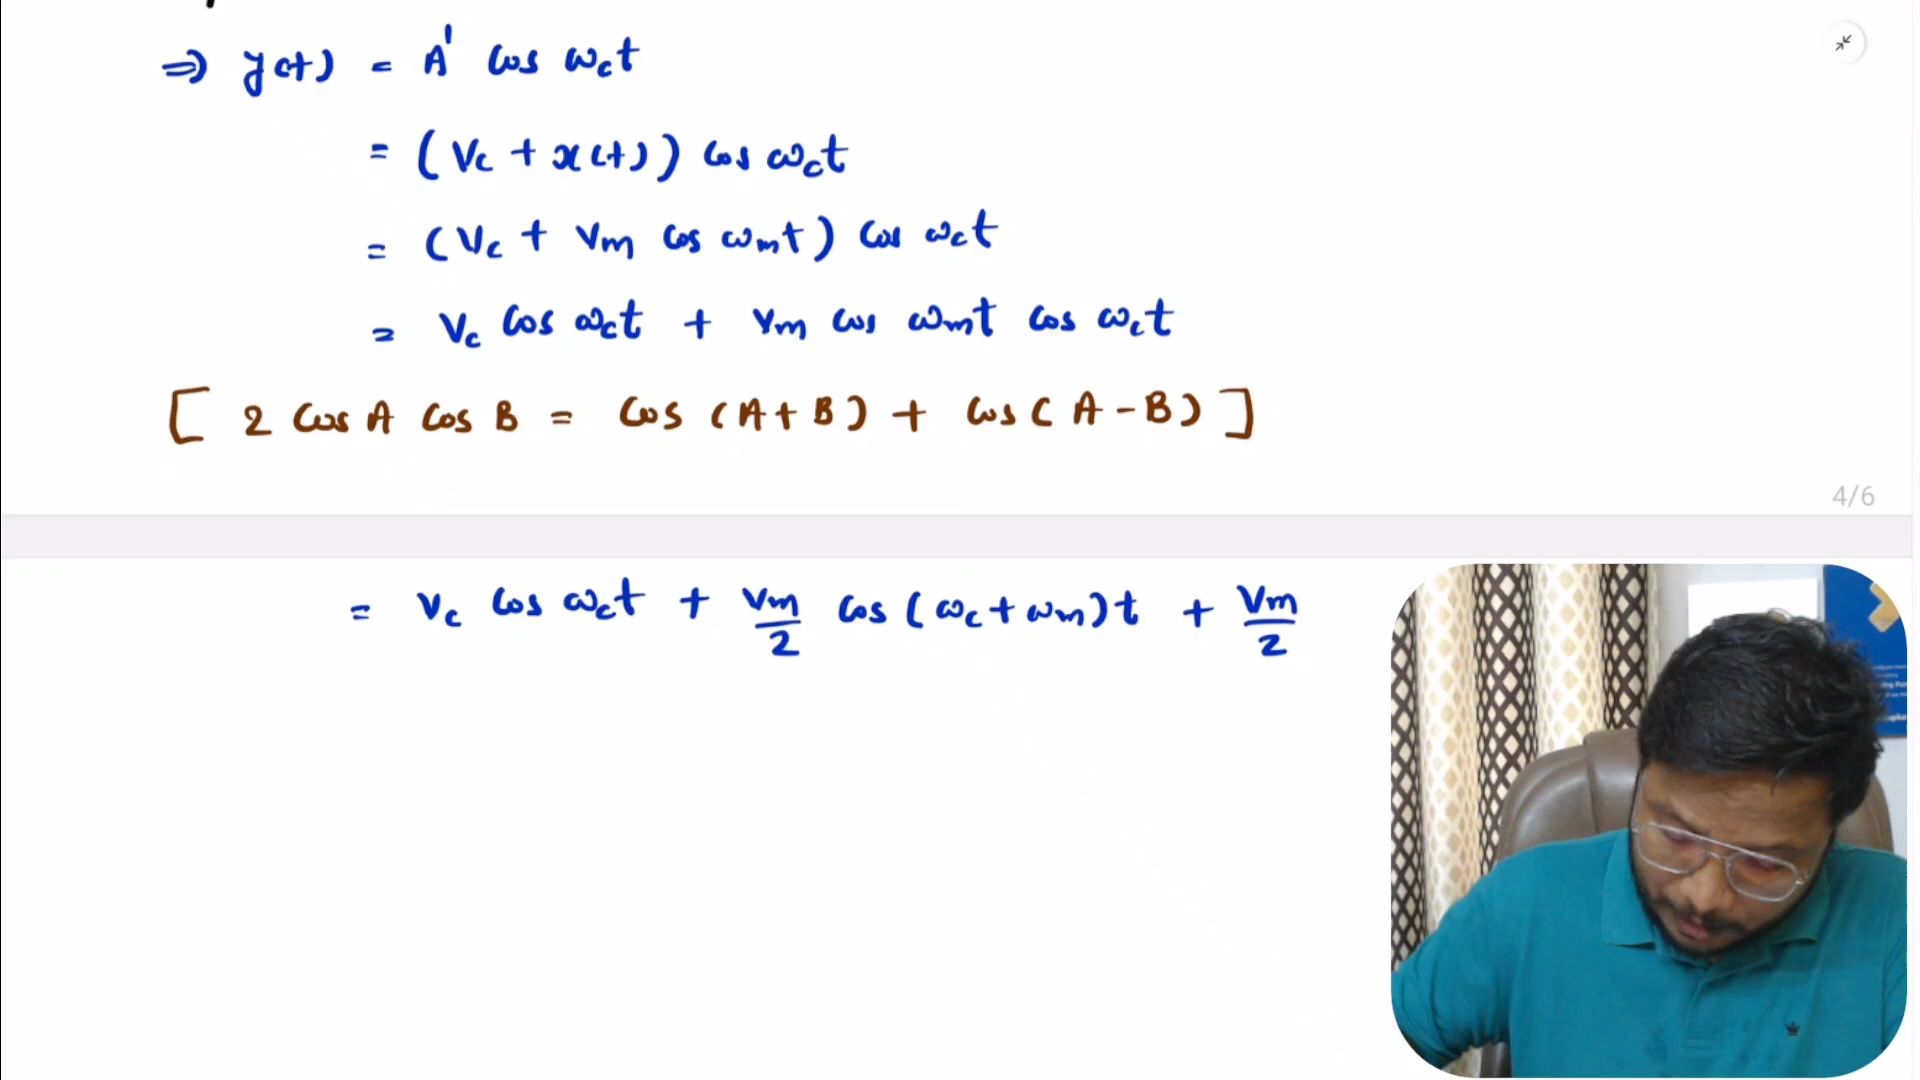 ⇒ y(t) = A' cos ωct
= (Vc + x(t)) cos ωct
= (Vc + Vm cos ωmt) cos ωct
= Vc cos ωct + Vm cos ωmt cos ωct
[ 2 cos A cos B = cos (A+B) + cos (A-B) ]
4/6
= Vc cos ωct + Vm/2 cos (ωc+ωm)t + Vm/2